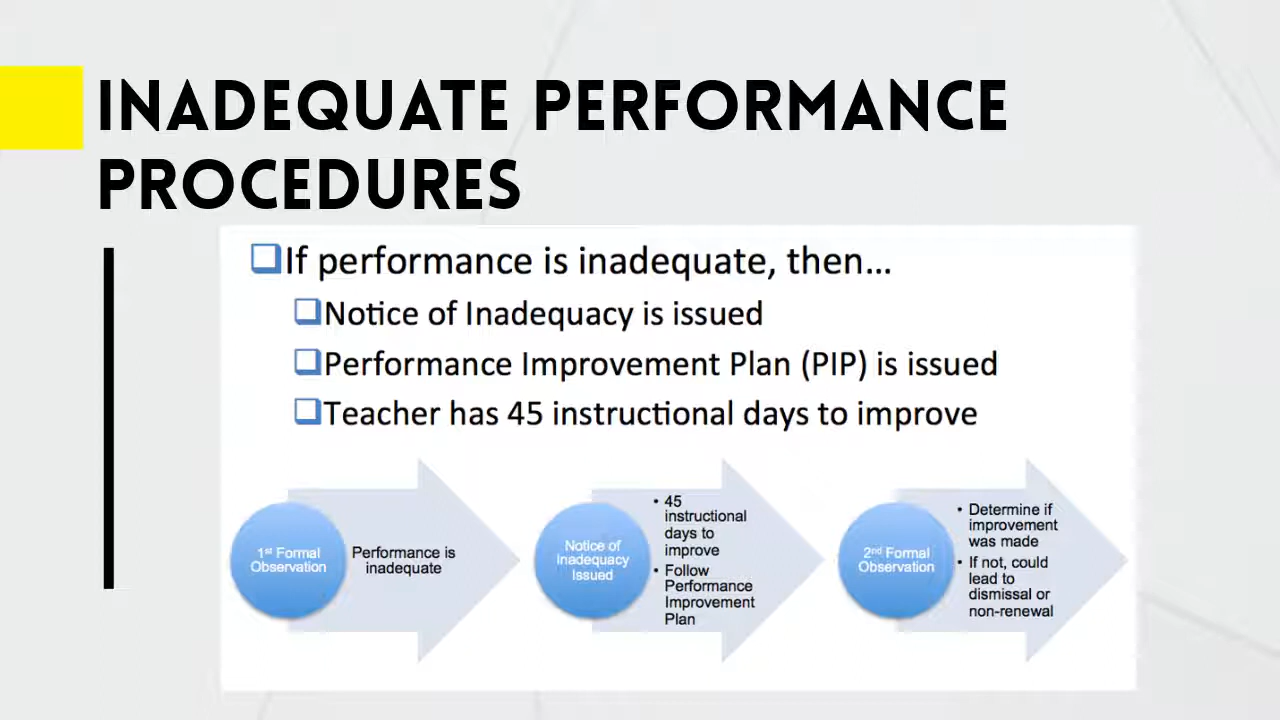 INADEQUATE PERFORMANCE
PROCEDURES
If performance is inadequate, then...
Notice of Inadequacy is issued
Performance Improvement Plan (PIP) is issued
Teacher has 45 instructional days to improve
1st Formal
Observation
Performance is
inadequate
Notice of
Inadequacy
Issued
• 45
instructional
days to
improve
• Follow
Performance
Improvement
Plan
2nd Formal
Observation
• Determine if
improvement
was made
• If not, could
lead to
dismissal or
non-renewal